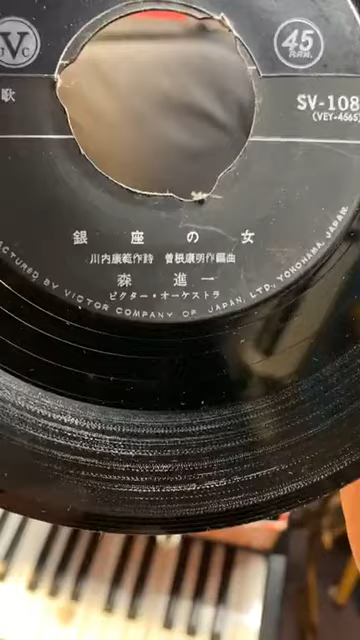 V
JVC
45
RPM.
歌
SV-108
(VEY-4565)
銀座の女
川内康範作詩 曽根康明作編曲
森進一
ビクター・オーケストラ
ACTURED BY VICTOR COMPANY OF JAPAN, LTD., YOKOHAMA, JAPAN.